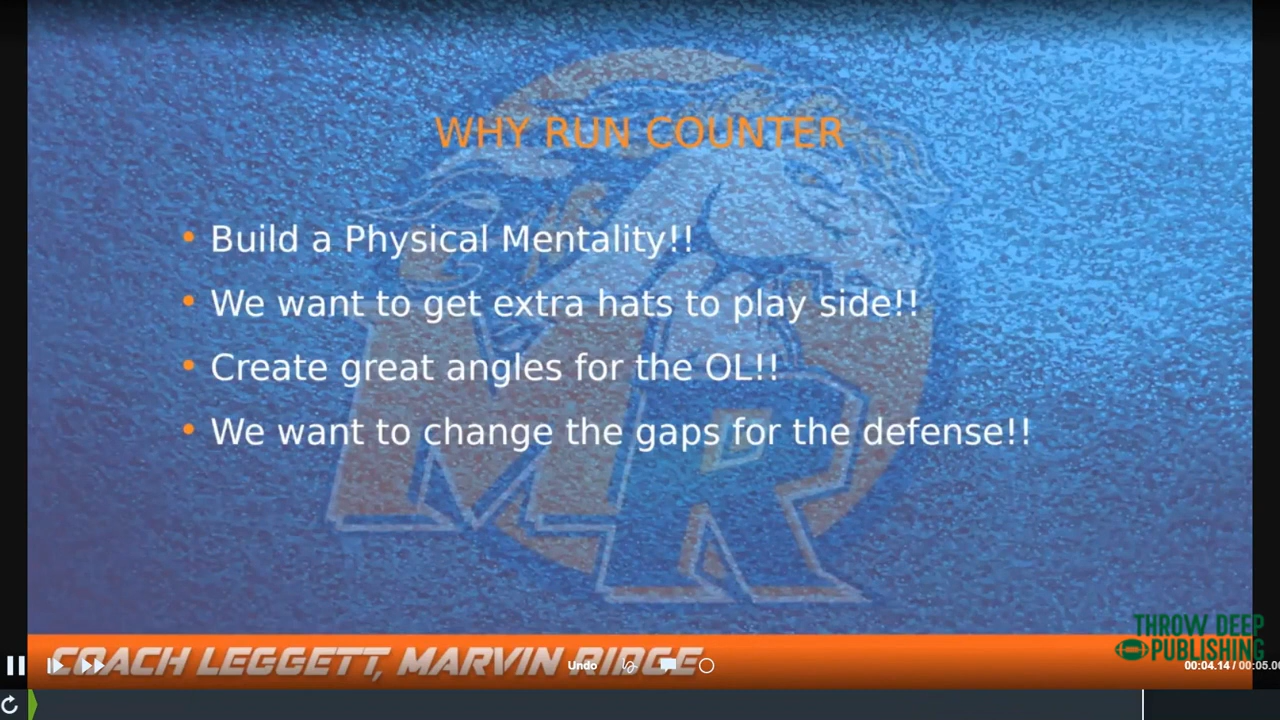 WHY RUN COUNTER
• Build a Physical Mentality!!
• We want to get extra hats to play side!!
• Create great angles for the OL!!
• We want to change the gaps for the defense!!
MR
COACH LEGGETT, MARVIN RIDGE
Undo
THROW DEEP
PUBLISHING
00:04.14 / 00:05.00